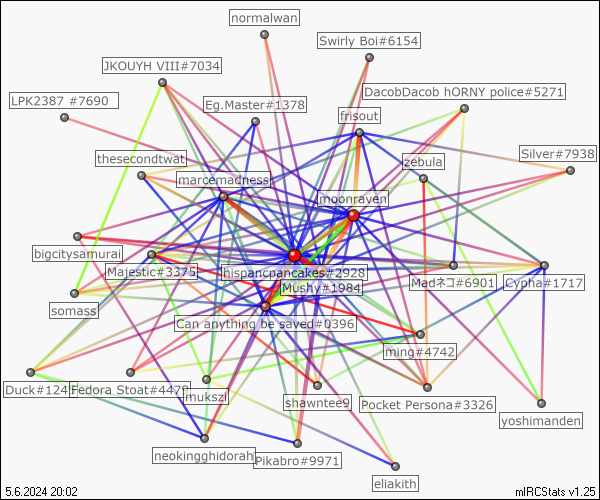 normalwan
Swirly Boi#6154
JKOUYH VIII#7034
DacobDacob hORNY police#5271
LPK2387 #7690
Eg.Master#1378
frisout
thesecondtwat
zebula
Silver#7938
marcemadness
moonraven
bigcitysamurai
Majestic#3375
hispancpancakes#2928
Madネコ#6901
Cypha#1717
Mushy#1984
somass
Can anything be saved#0396
ming#4742
Duck#124
Fedora Stoat#4479
mukszi
shawntee9
Pocket Persona#3326
yoshimanden
neokingghidorah
Pikabro#9971
eliakith
5.6.2024 20:02
mIRCStats v1.25